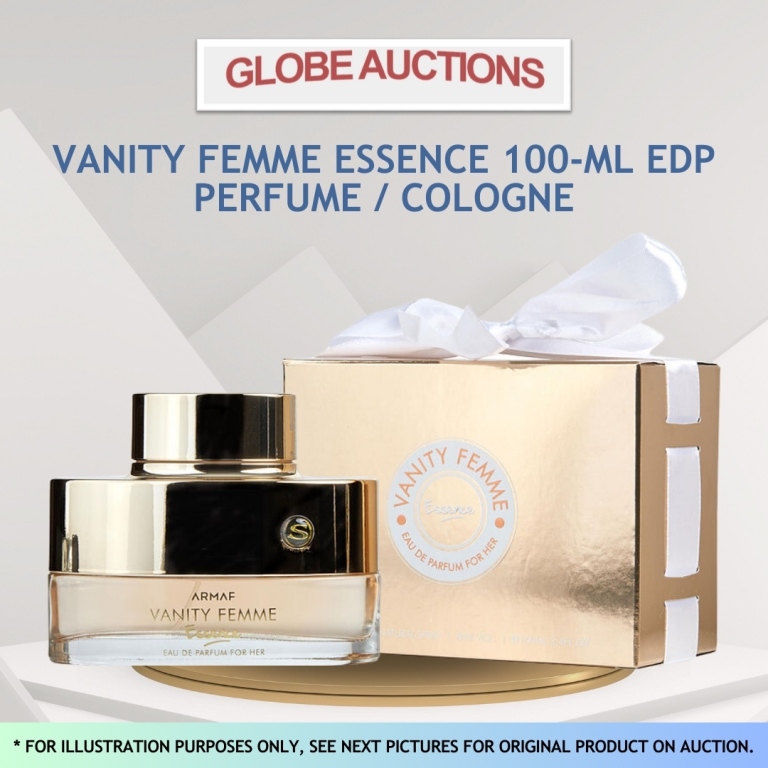 GLOBE AUCTIONS
VANITY FEMME ESSENCE 100-ML EDP
PERFUME / COLOGNE
VANITY FEMME
Essence
EAU DE PARFUM FOR HER
S
ARMAF
VANITY FEMME
Essence
EAU DE PARFUM FOR HER
* FOR ILLUSTRATION PURPOSES ONLY, SEE NEXT PICTURES FOR ORIGINAL PRODUCT ON AUCTION.